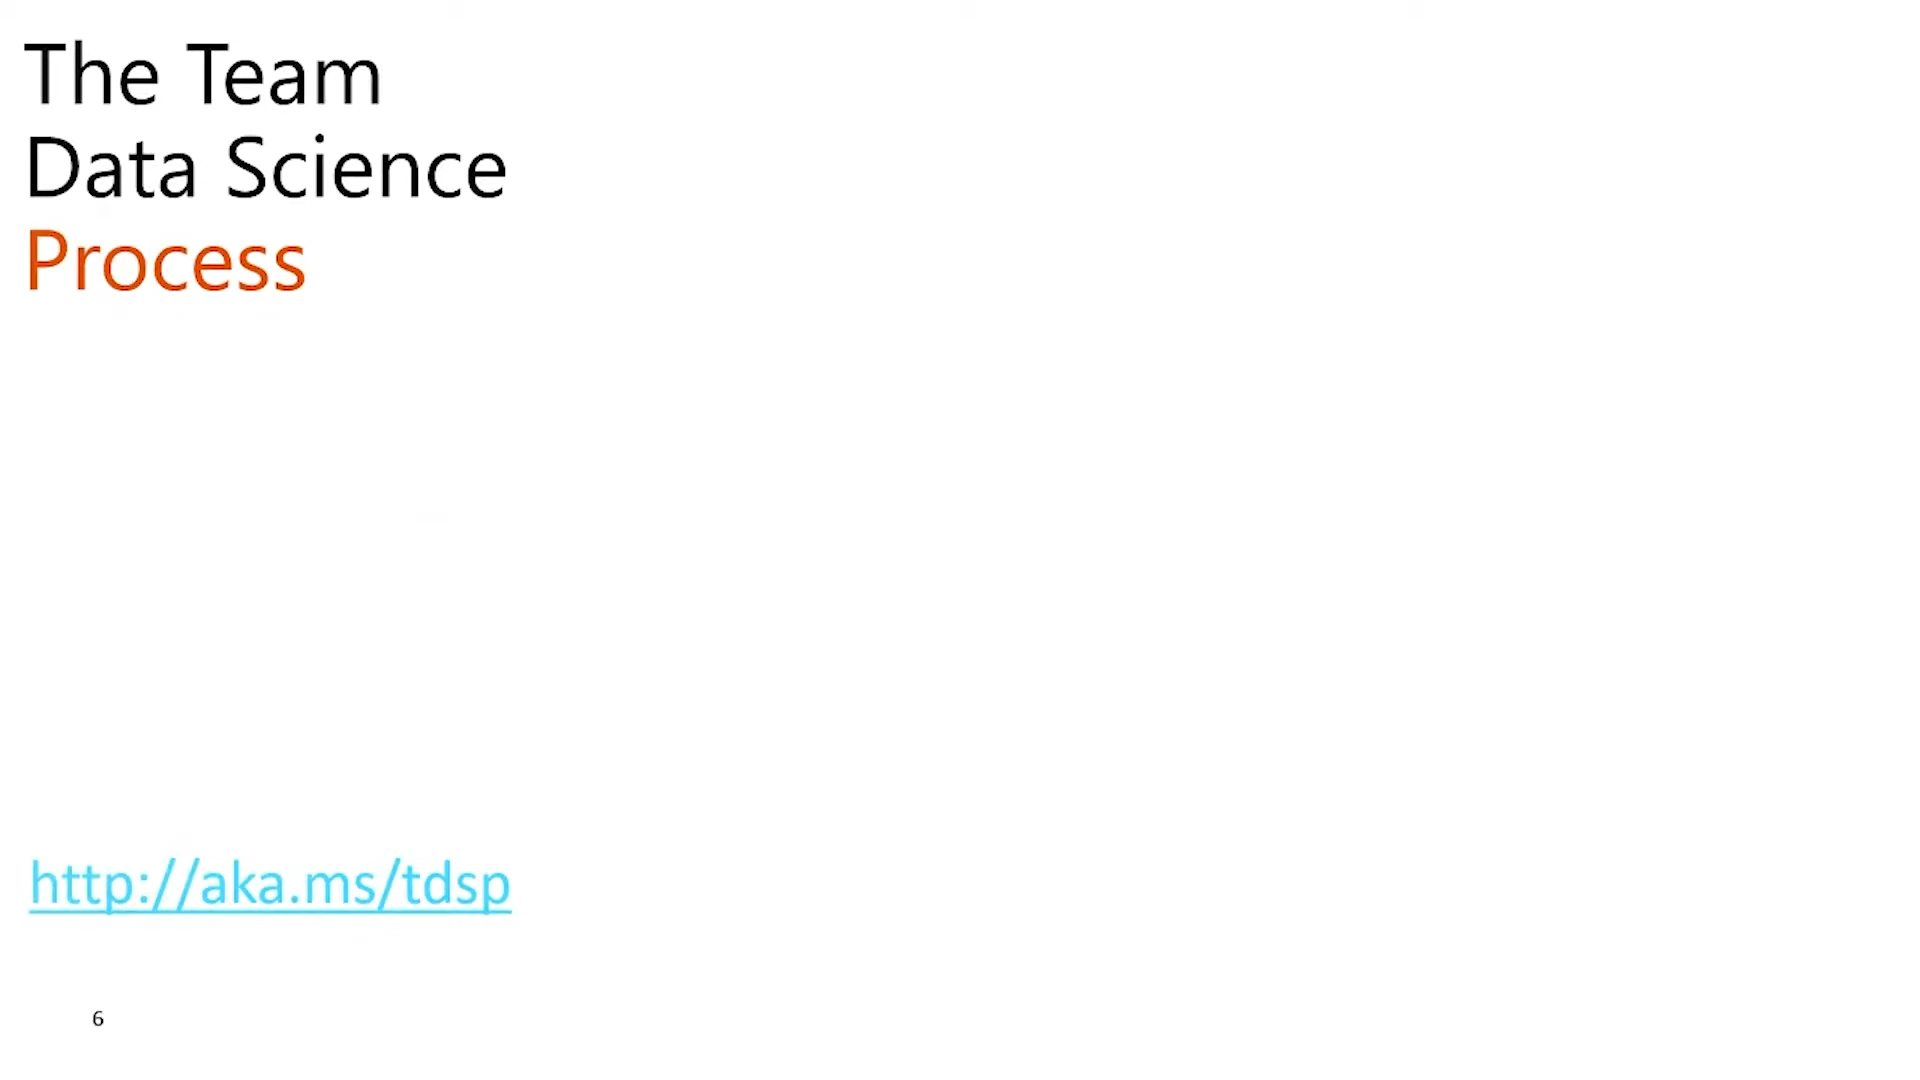 The Team
Data Science
Process
http://aka.ms/tdsp
6